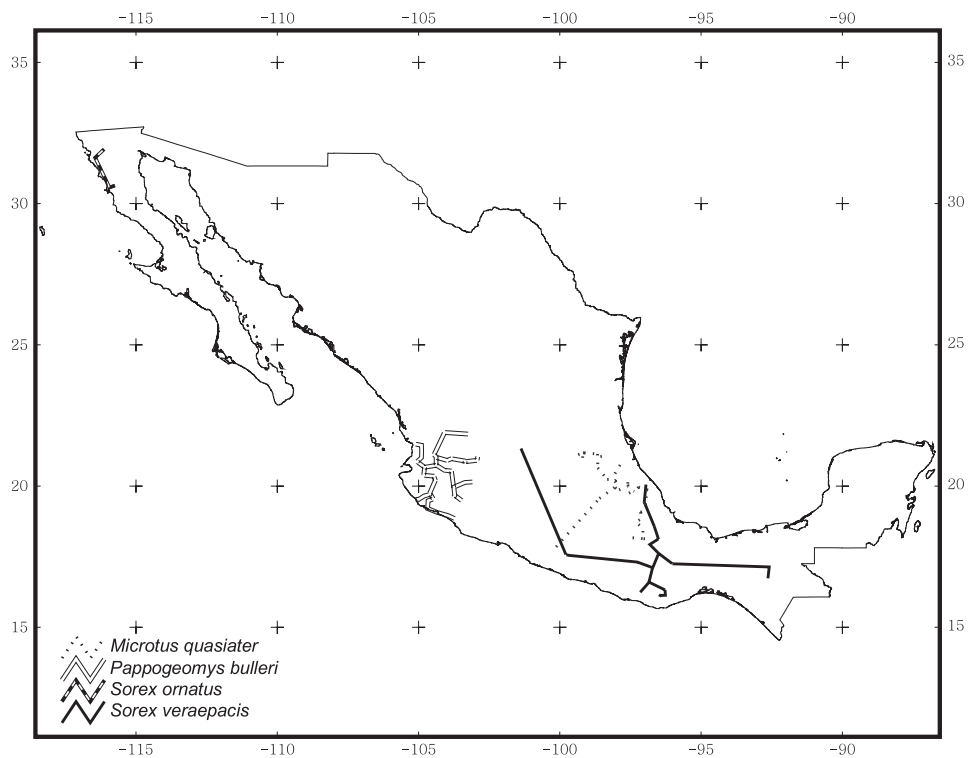 −115 −110 −105 −100 −95 −90
35 35
30 30
25 25
20 20
15 15
Microtus quasiater
Pappogeomys bulleri
Sorex ornatus
Sorex veraepacis
−115 −110 −105 −100 −95 −90